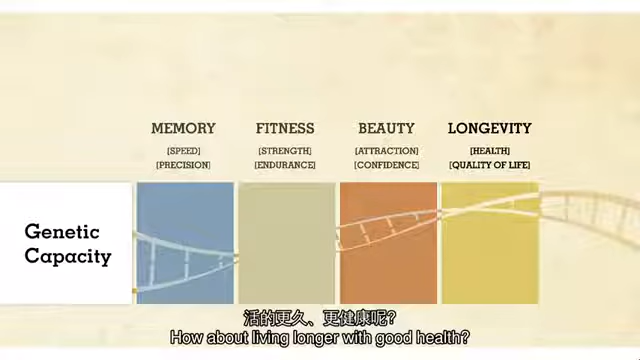 MEMORY
[SPEED]
[PRECISION]
FITNESS
[STRENGTH]
[ENDURANCE]
BEAUTY
[ATTRACTION]
[CONFIDENCE]
LONGEVITY
[HEALTH]
[QUALITY OF LIFE]
Genetic
Capacity
活的更久、更健康呢?
How about living longer with good health?